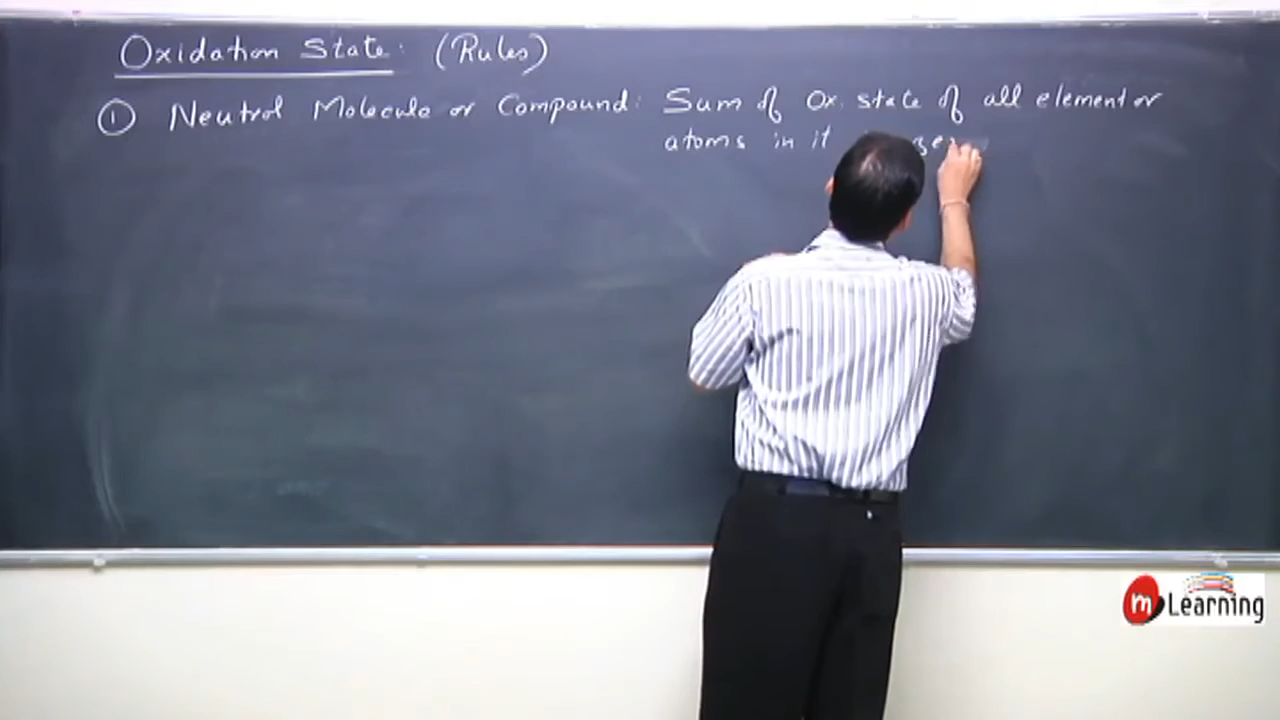 Oxidation State: (Rules)
① Neutral Molecule or Compound: Sum of Ox. state of all element or
atoms in it
m Learning